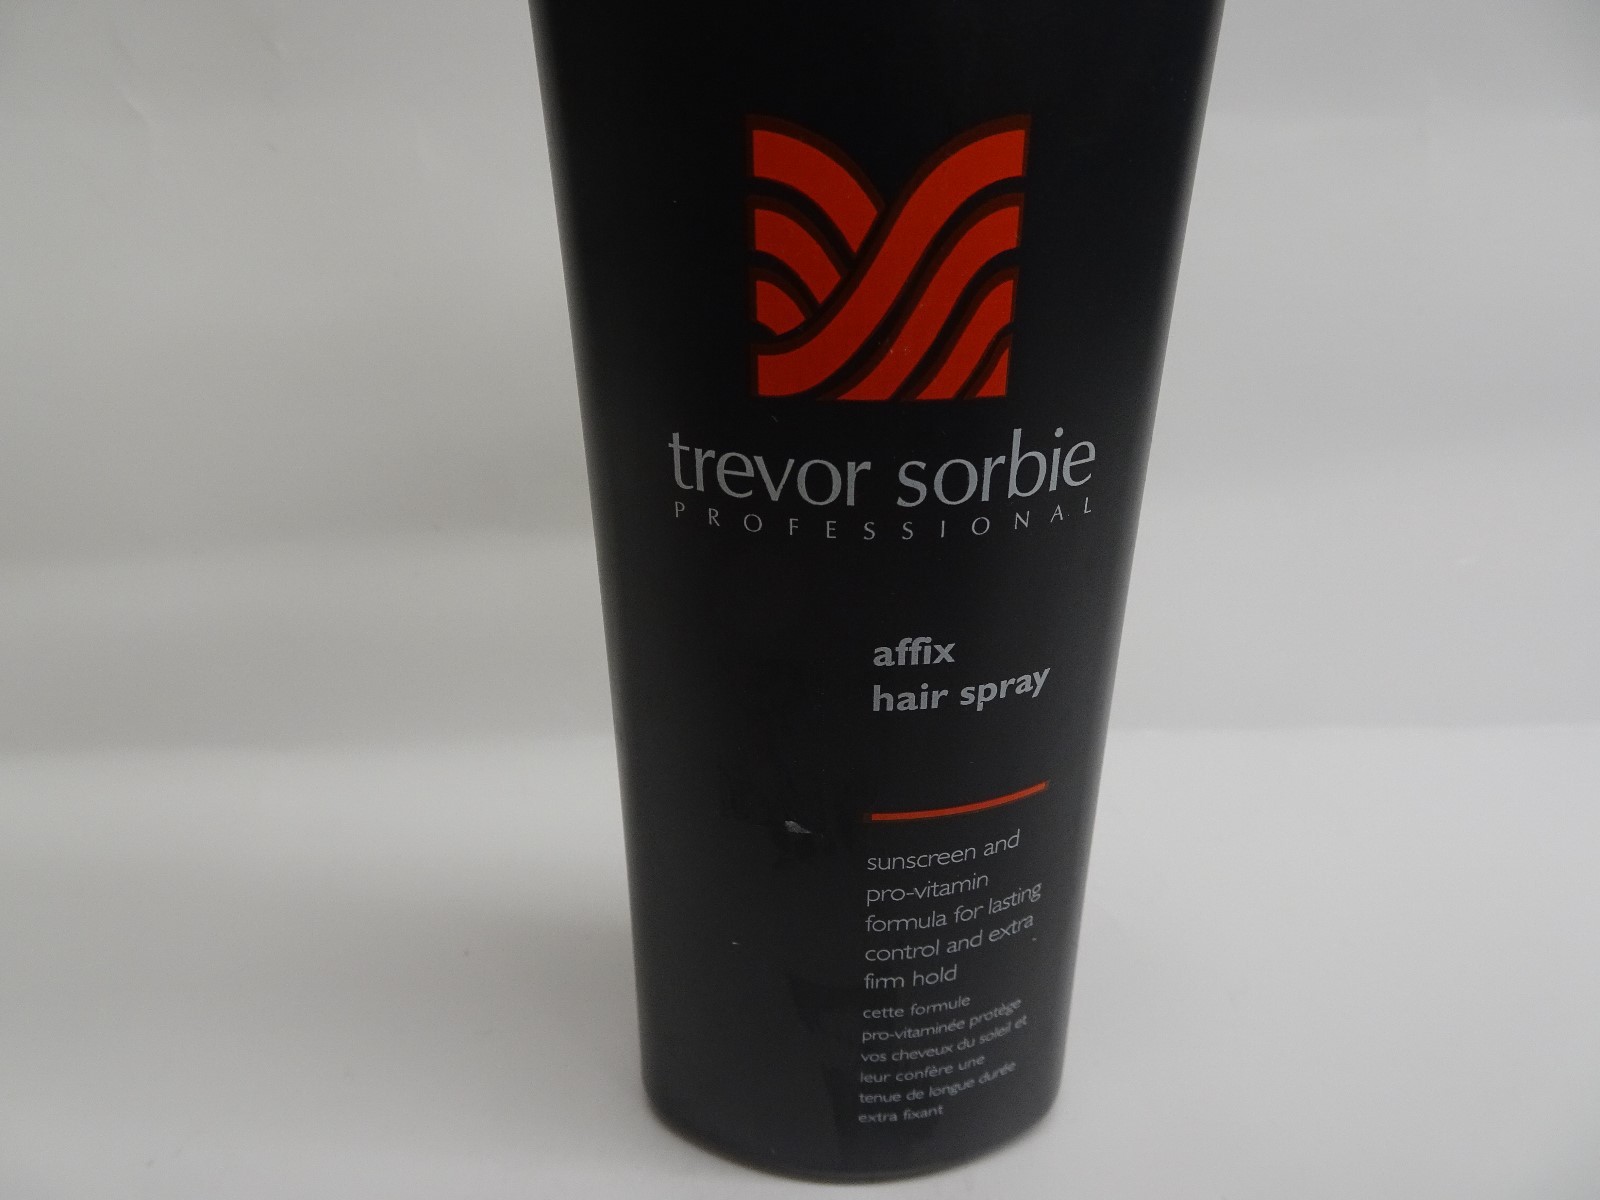 trevor sorbie
PROFESSIONAL
affix
hair spray
sunscreen and
pro-vitamin
formula for lasting
control and extra
firm hold
cette formule
pro-vitaminée protège
vos cheveux du soleil et
leur confère une
tenue de longue durée
extra fixant